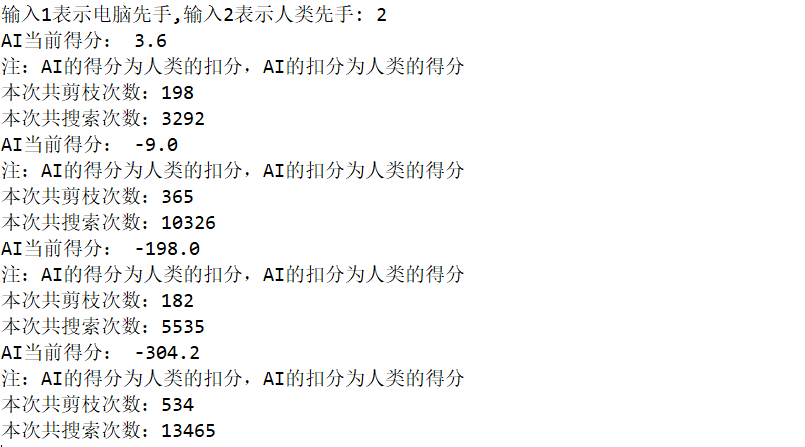 输入1表示电脑先手,输入2表示人类先手: 2
AI当前得分： 3.6
注：AI的得分为人类的扣分，AI的扣分为人类的得分
本次共剪枝次数：198
本次共搜索次数：3292
AI当前得分： -9.0
注：AI的得分为人类的扣分，AI的扣分为人类的得分
本次共剪枝次数：365
本次共搜索次数：10326
AI当前得分： -198.0
注：AI的得分为人类的扣分，AI的扣分为人类的得分
本次共剪枝次数：182
本次共搜索次数：5535
AI当前得分： -304.2
注：AI的得分为人类的扣分，AI的扣分为人类的得分
本次共剪枝次数：534
本次共搜索次数：13465